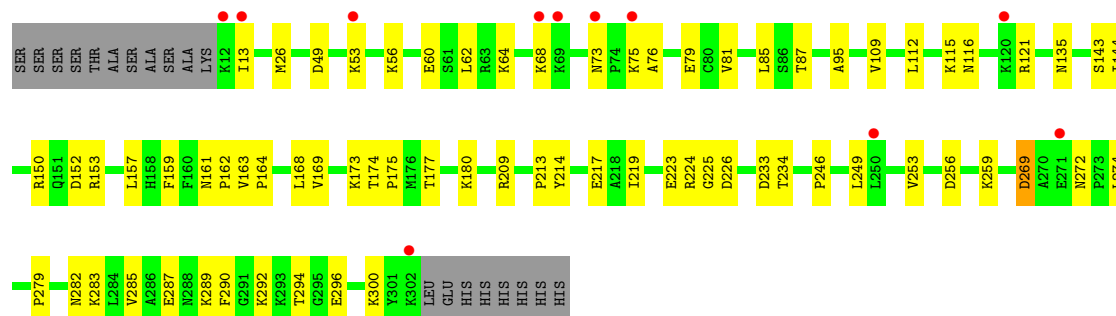 SER SER SER SER THR ALA SER ALA SER ALA LYS K12 I13 M26 D49 K53 K56 E60 S61 L62 R63 K64 K68 K69 N73 P74 K75 A76 E79 C80 V81 L85 S86 T87 A95 V109 L112 K115 N116 K120 R121 N135 S143
R150 Q151 D152 R153 L157 H158 F159 F160 N161 P162 V163 P164 L168 V169 K173 T174 P175 M176 T177 K180 R209 P213 Y214 E217 A218 I219 E223 R224 G225 D226 D233 T234 P246 L249 L250 V253 D256 K259 D269 A270 E271 N272 P273
P279 N282 K283 L284 V285 A286 E287 N288 K289 F290 G291 K292 K293 T294 G295 E296 K300 Y301 K302 LEU GLU HIS HIS HIS HIS HIS HIS